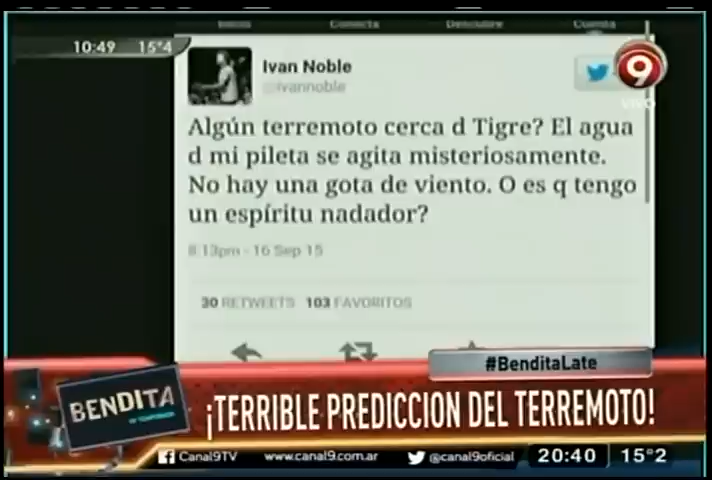 Inicio Conecta Descubre Cuenta
10:49 15°4
Ivan Noble
@ivannoble
9
VIVO
Algún terremoto cerca d Tigre? El agua
d mi pileta se agita misteriosamente.
No hay una gota de viento. O es q tengo
un espíritu nadador?
8:13pm - 16 Sep 15
30 RETWEETS 103 FAVORITOS
#BenditaLate
BENDITA
¡TERRIBLE PREDICCION DEL TERREMOTO!
Canal9TV www.canal9.com.ar @canal9oficial 20:40 15°2